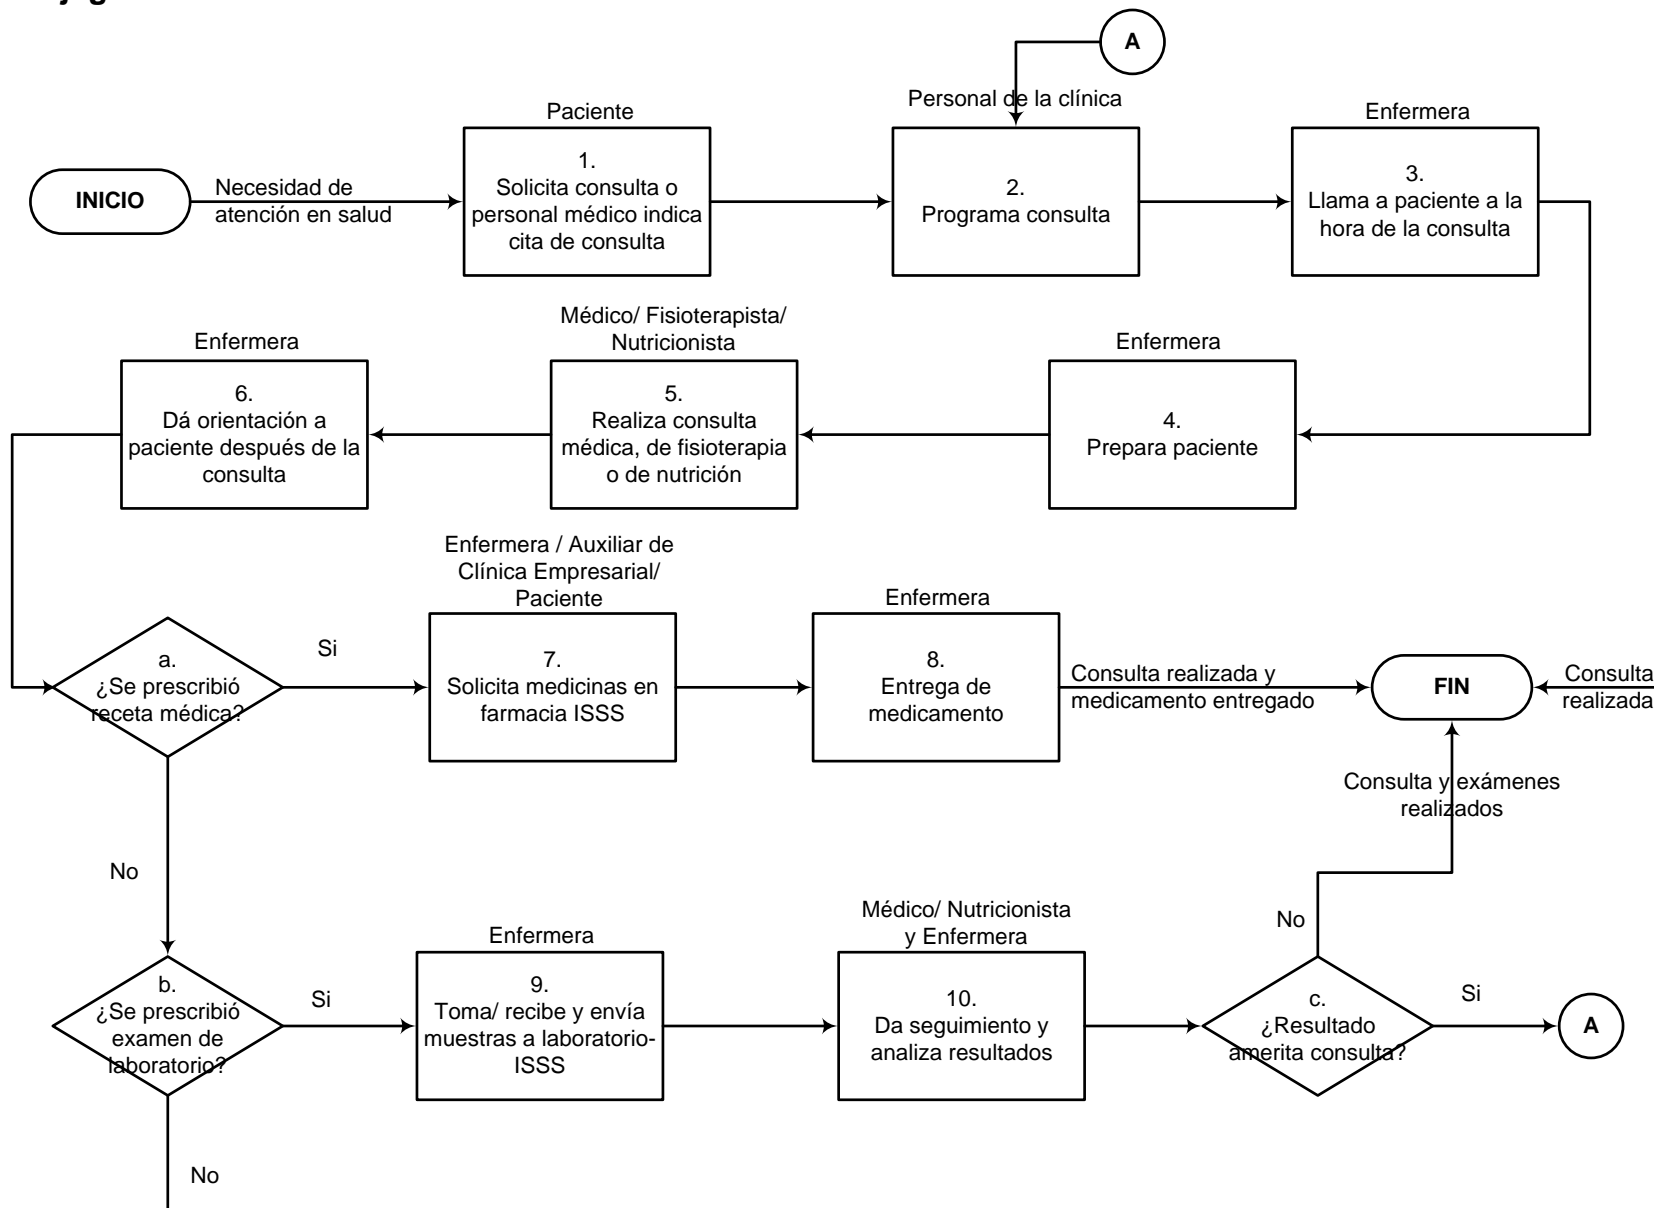 A
Paciente
Personal de la clínica
Enfermera
INICIO
Necesidad de
atención en salud
1.
Solicita consulta o
personal médico indica
cita de consulta
2.
Programa consulta
3.
Llama a paciente a la
hora de la consulta
Enfermera
Médico/ Fisioterapista/
Nutricionista
Enfermera
6.
Dá orientación a
paciente después de la
consulta
5.
Realiza consulta
médica, de fisioterapia
o de nutrición
4.
Prepara paciente
Enfermera / Auxiliar de
Clínica Empresarial/
Paciente
Enfermera
a.
¿Se prescribió
receta médica?
Si
7.
Solicita medicinas en
farmacia ISSS
8.
Entrega de
medicamento
Consulta realizada y
medicamento entregado
FIN
Consulta
realizada
Consulta y exámenes
realizados
No
Enfermera
Médico/ Nutricionista
y Enfermera
No
b.
¿Se prescribió
examen de
laboratorio?
Si
9.
Toma/ recibe y envía
muestras a laboratorio-
ISSS
10.
Da seguimiento y
analiza resultados
c.
¿Resultado
amerita consulta?
Si
A
No